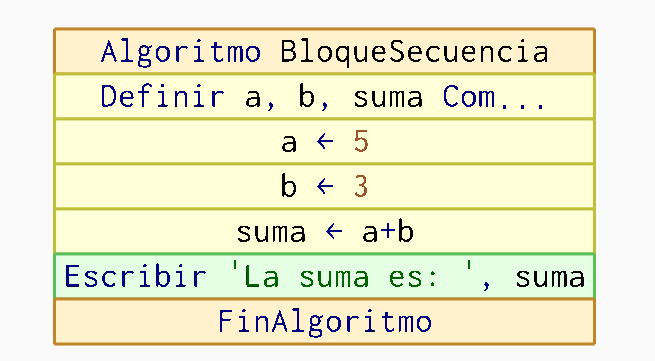 Algoritmo BloqueSecuencia
Definir a, b, suma Com...
a ← 5
b ← 3
suma ← a+b
Escribir 'La suma es: ', suma
FinAlgoritmo